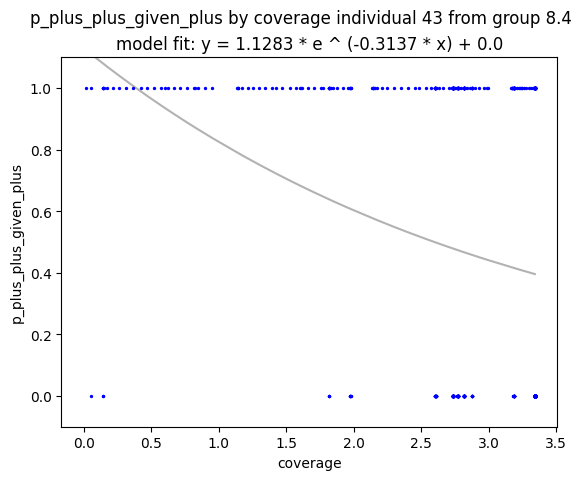 p_plus_plus_given_plus by coverage individual 43 from group 8.4
model fit: y = 1.1283 * e ^ (-0.3137 * x) + 0.0
p_plus_plus_given_plus
1.0
0.8
0.6
0.4
0.2
0.0
0.0 0.5 1.0 1.5 2.0 2.5 3.0 3.5
coverage